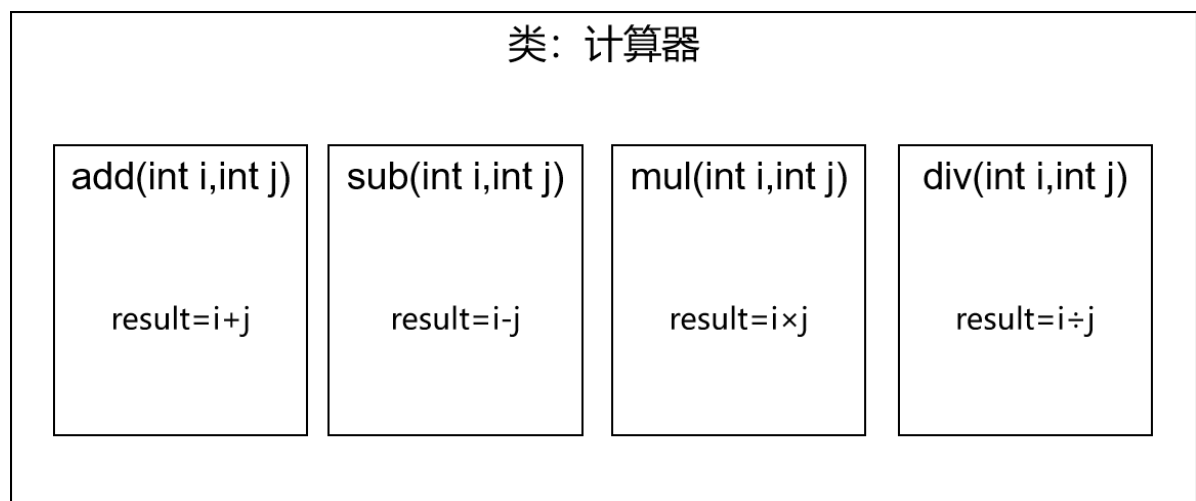 类：计算器
add(int i,int j)
sub(int i,int j)
mul(int i,int j)
div(int i,int j)
result=i+j
result=i-j
result=i×j
result=i÷j